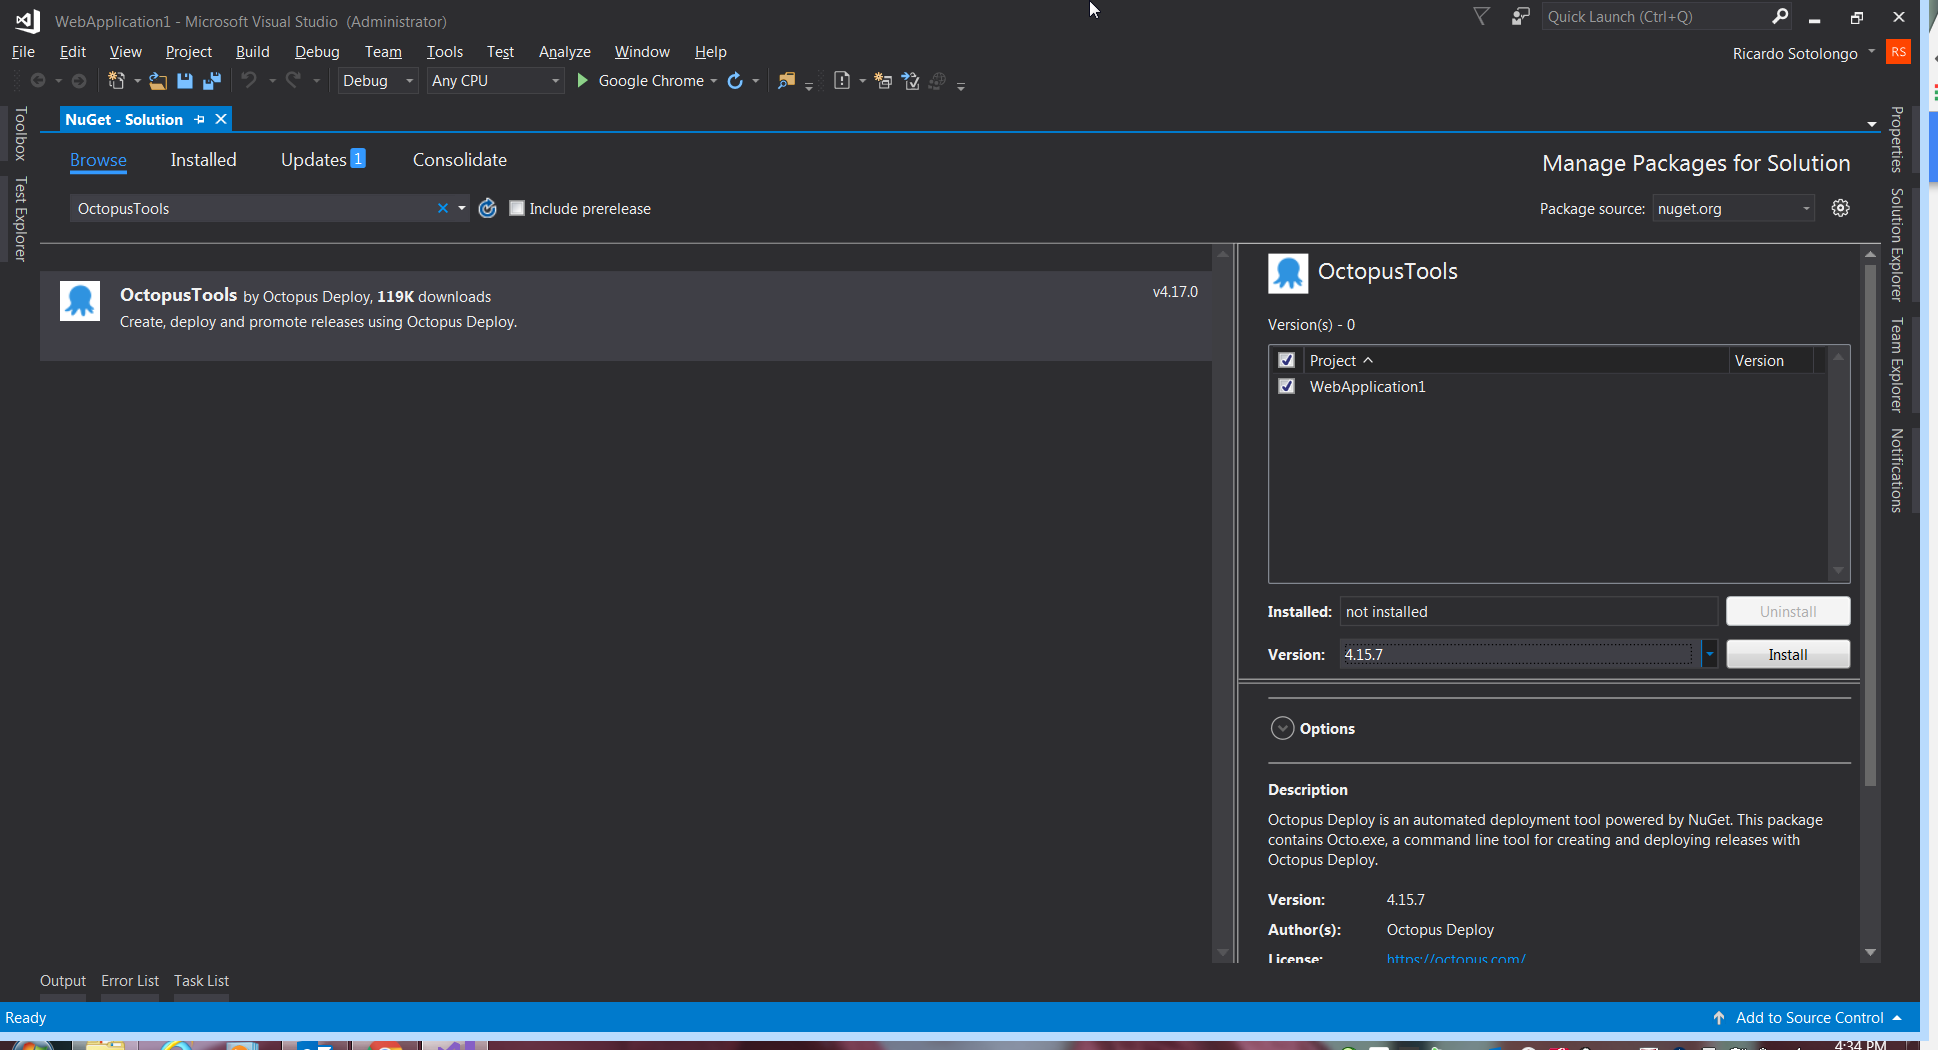 WebApplication1 - Microsoft Visual Studio (Administrator)
Quick Launch (Ctrl+Q)
File Edit View Project Build Debug Team Tools Test Analyze Window Help
Ricardo Sotolongo RS
Debug Any CPU Google Chrome
Toolbox
Test Explorer
NuGet - Solution
Browse Installed Updates 1 Consolidate
Manage Packages for Solution
OctopusTools
Include prerelease
Package source: nuget.org
OctopusTools by Octopus Deploy, 119K downloads
v4.17.0
Create, deploy and promote releases using Octopus Deploy.
OctopusTools
Version(s) - 0
Project Version
WebApplication1
Installed: not installed Uninstall
Version: 4.15.7 Install
Options
Description
Octopus Deploy is an automated deployment tool powered by NuGet. This package
contains Octo.exe, a command line tool for creating and deploying releases with
Octopus Deploy.
Version: 4.15.7
Author(s): Octopus Deploy
License: https://octopus.com/
Properties
Solution Explorer
Team Explorer
Notifications
Output Error List Task List
Ready
Add to Source Control
4:34 PM